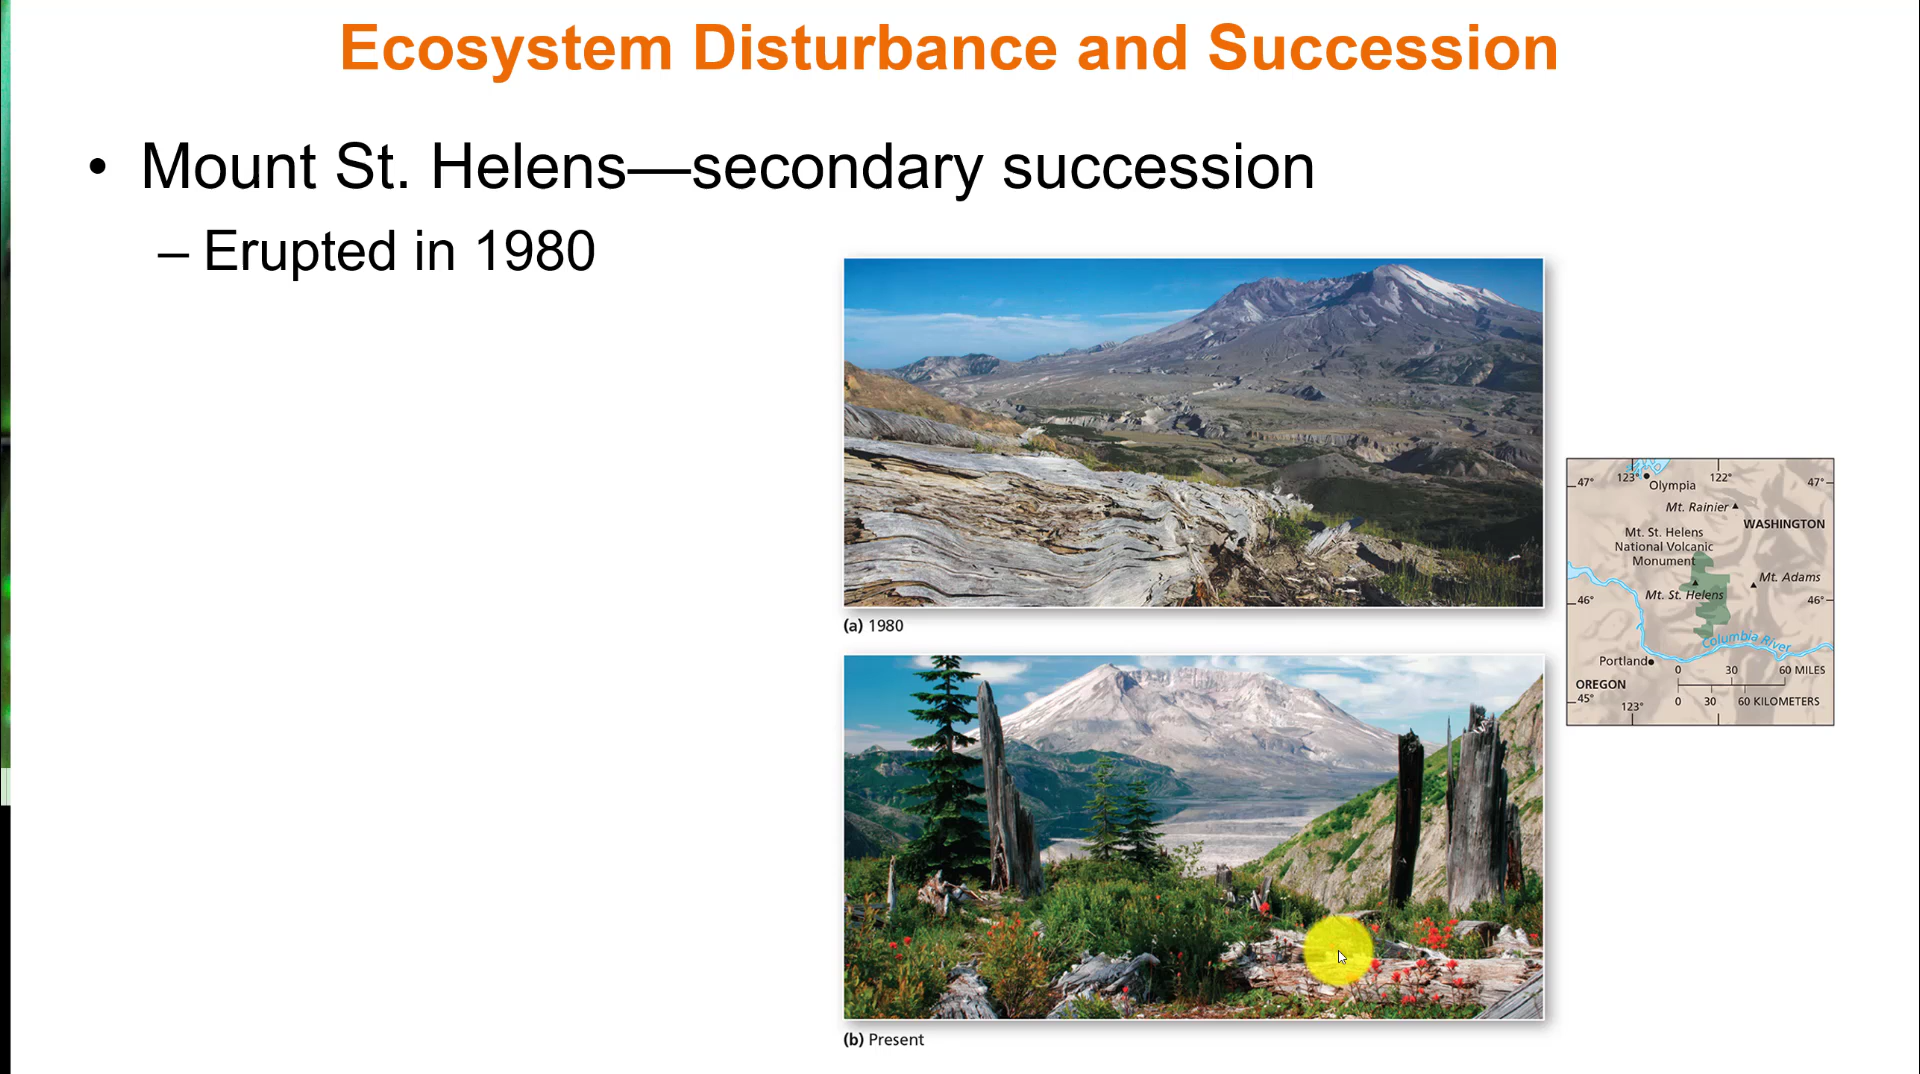 Ecosystem Disturbance and Succession
• Mount St. Helens—secondary succession
– Erupted in 1980
(a) 1980
(b) Present
123° 122°
47° 47°
Olympia
Mt. Rainier
WASHINGTON
Mt. St. Helens
National Volcanic
Monument
Mt. Adams
Mt. St. Helens
46° 46°
Columbia River
Portland
0 30 60 MILES
OREGON
45°
0 30 60 KILOMETERS
123°